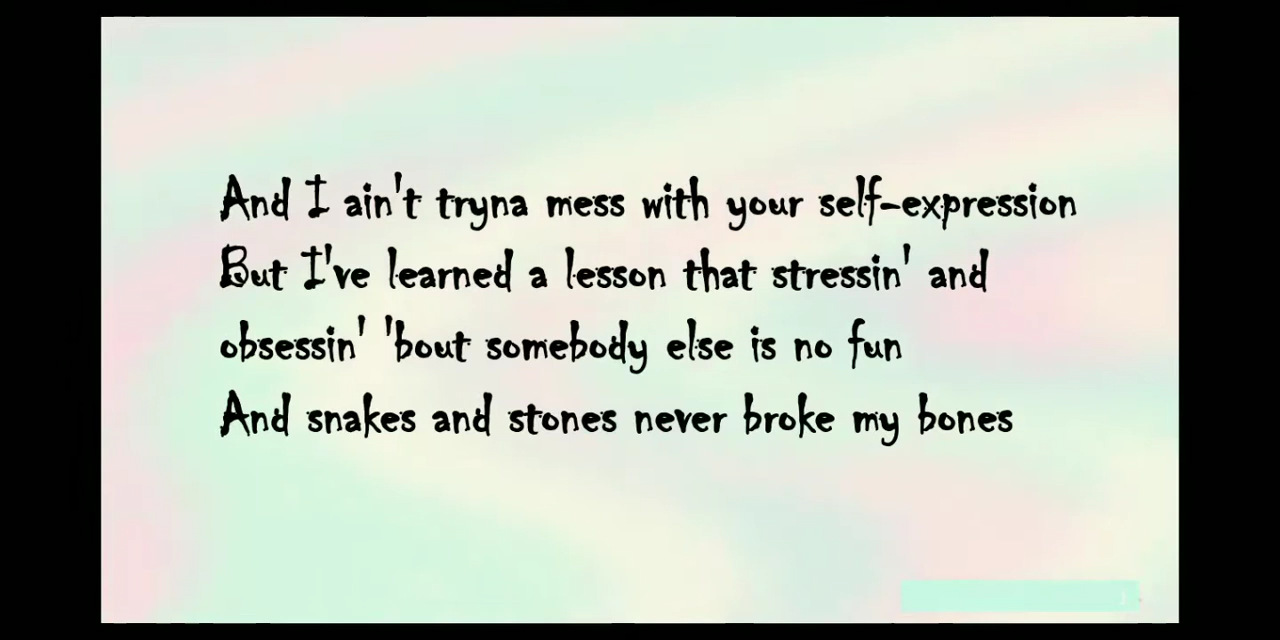 And I ain't tryna mess with your self-expression
But I've learned a lesson that stressin' and
obsessin' 'bout somebody else is no fun
And snakes and stones never broke my bones